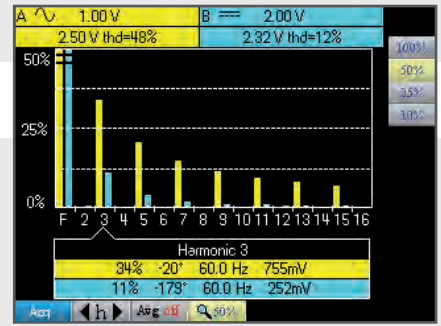 A 1.00 V B 2.00 V
2.50 V thd=48% 2.32 V thd=12%
100%
50%
25%
10%
50%
25%
0%
F 2 3 4 5 6 7 8 9 10 11 12 13 14 15 16
Harmonic 3
34% -20° 60.0 Hz 755mV
11% -179° 60.0 Hz 252mV
Acq h Avg off 50%